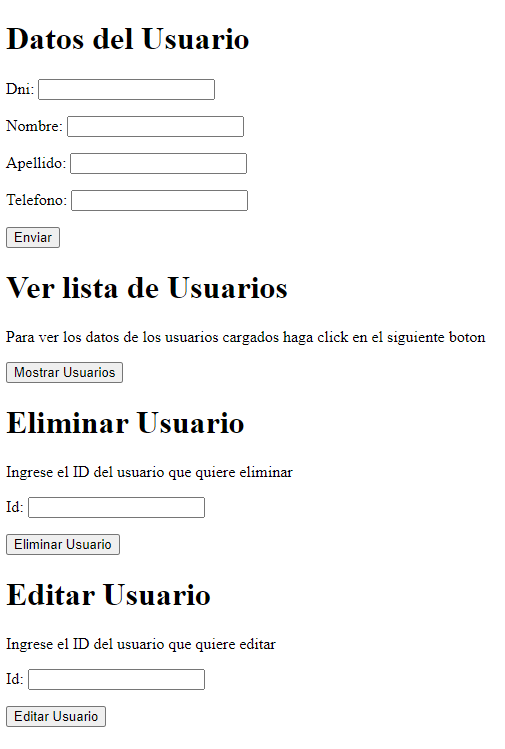 Datos del Usuario
Dni:
Nombre:
Apellido:
Telefono:
Enviar
Ver lista de Usuarios
Para ver los datos de los usuarios cargados haga click en el siguiente boton
Mostrar Usuarios
Eliminar Usuario
Ingrese el ID del usuario que quiere eliminar
Id:
Eliminar Usuario
Editar Usuario
Ingrese el ID del usuario que quiere editar
Id:
Editar Usuario